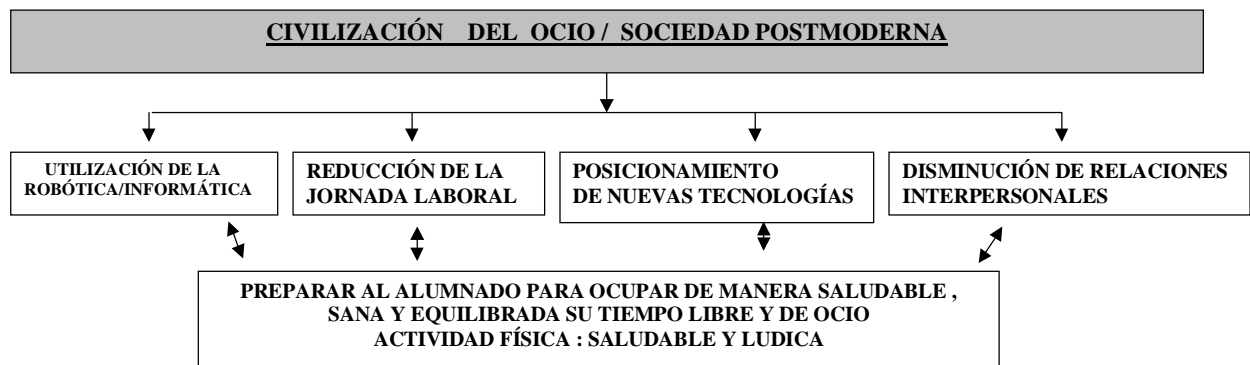 CIVILIZACIÓN DEL OCIO / SOCIEDAD POSTMODERNA
UTILIZACIÓN DE LA
ROBÓTICA/INFORMÁTICA
REDUCCIÓN DE LA
JORNADA LABORAL
POSICIONAMIENTO
DE NUEVAS TECNOLOGÍAS
DISMINUCIÓN DE RELACIONES
INTERPERSONALES
PREPARAR AL ALUMNADO PARA OCUPAR DE MANERA SALUDABLE ,
SANA Y EQUILIBRADA SU TIEMPO LIBRE Y DE OCIO
ACTIVIDAD FÍSICA : SALUDABLE Y LUDICA